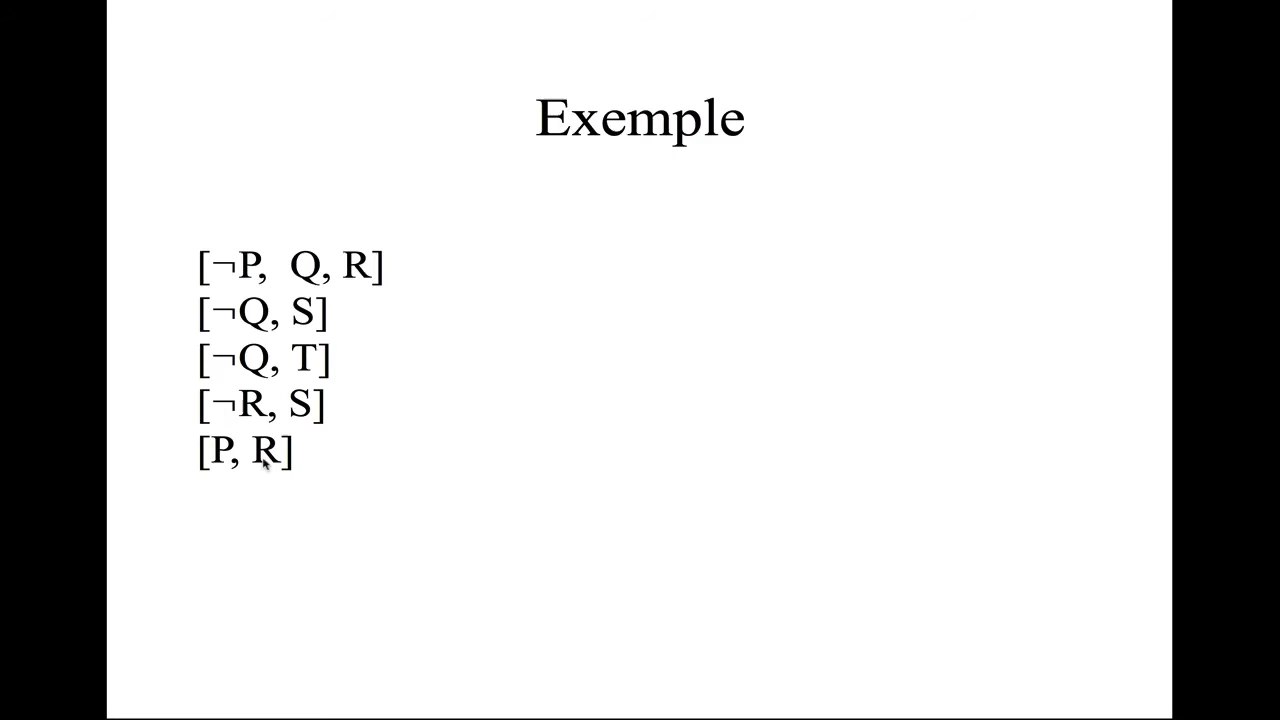 Exemple
[¬P,  Q, R]
[¬Q, S]
[¬Q, T]
[¬R, S]
[P, R]